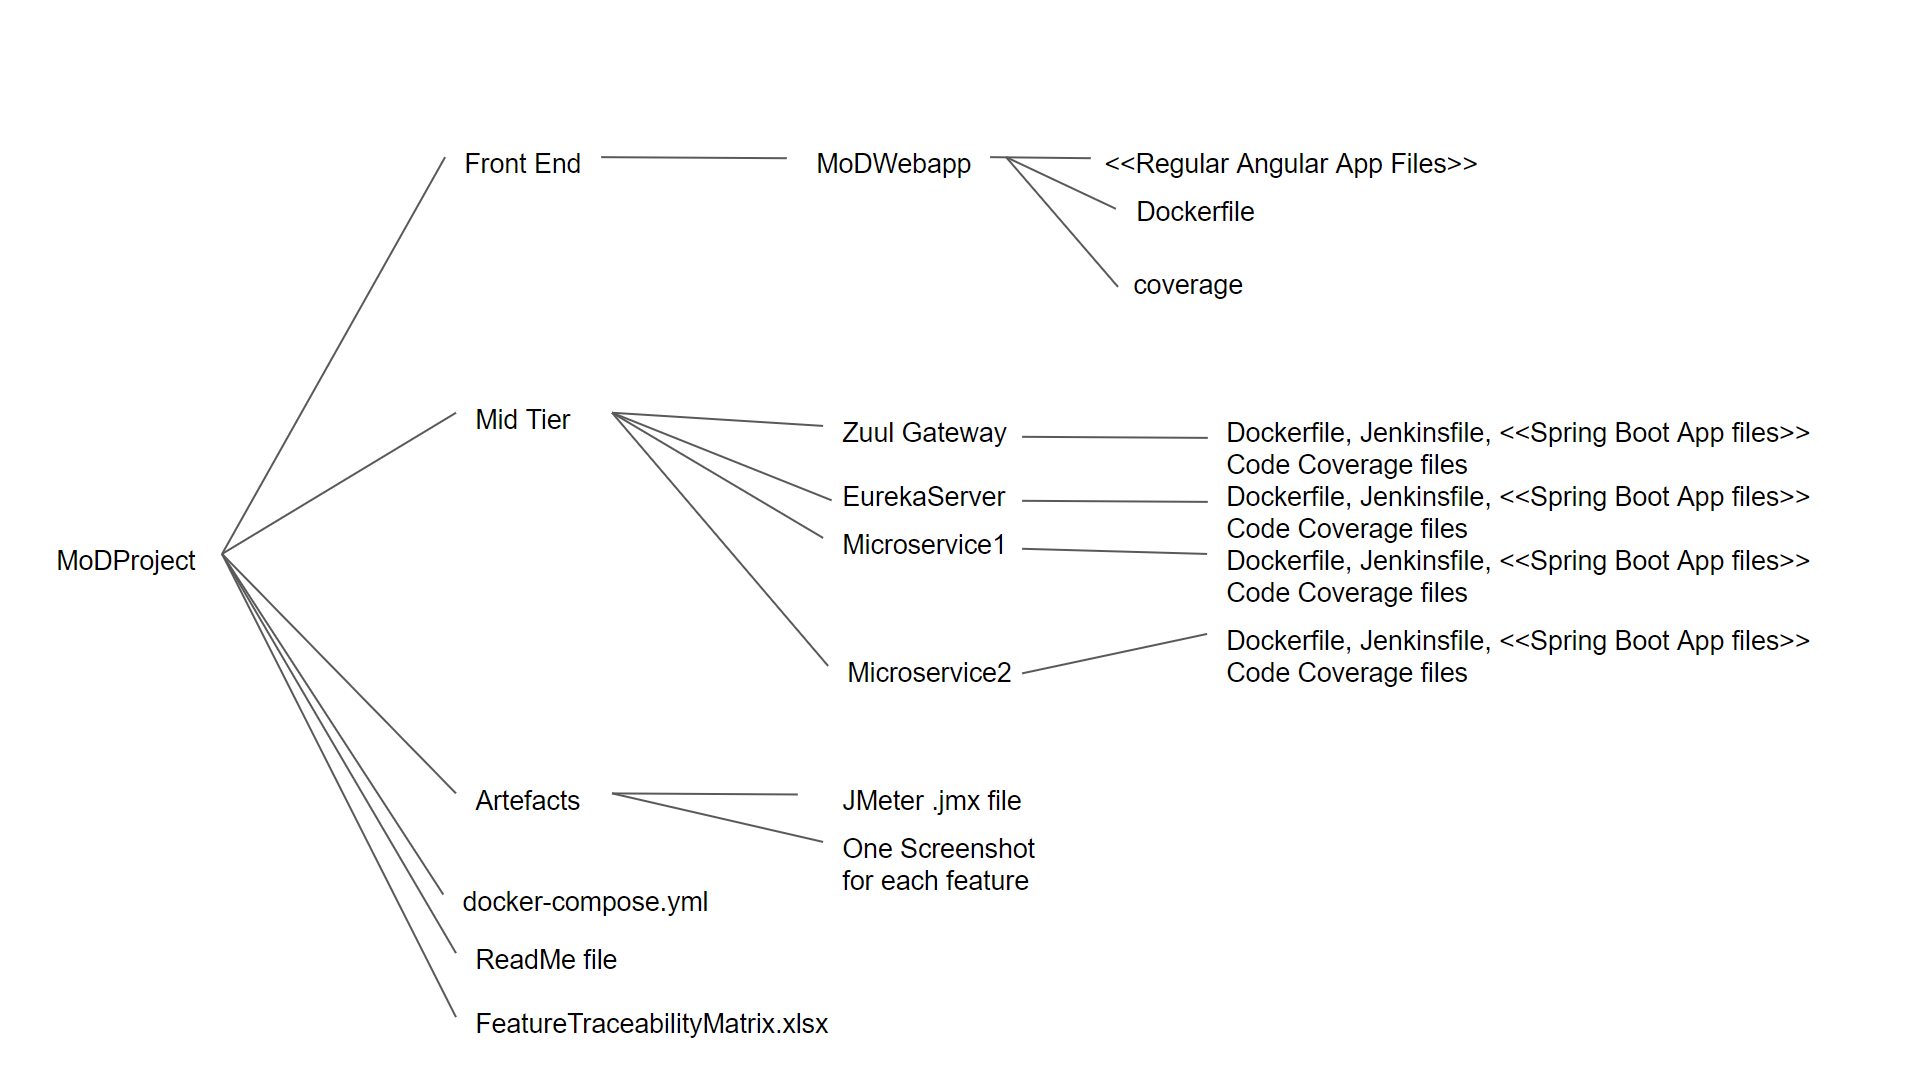 Front End
MoDWebapp
<<Regular Angular App Files>>
Dockerfile
coverage
Mid Tier
Zuul Gateway
Dockerfile, Jenkinsfile, <<Spring Boot App files>>
Code Coverage files
EurekaServer
Dockerfile, Jenkinsfile, <<Spring Boot App files>>
Code Coverage files
Microservice1
Dockerfile, Jenkinsfile, <<Spring Boot App files>>
Code Coverage files
MoDProject
Microservice2
Dockerfile, Jenkinsfile, <<Spring Boot App files>>
Code Coverage files
Artefacts
JMeter .jmx file
One Screenshot
for each feature
docker-compose.yml
ReadMe file
FeatureTraceabilityMatrix.xlsx